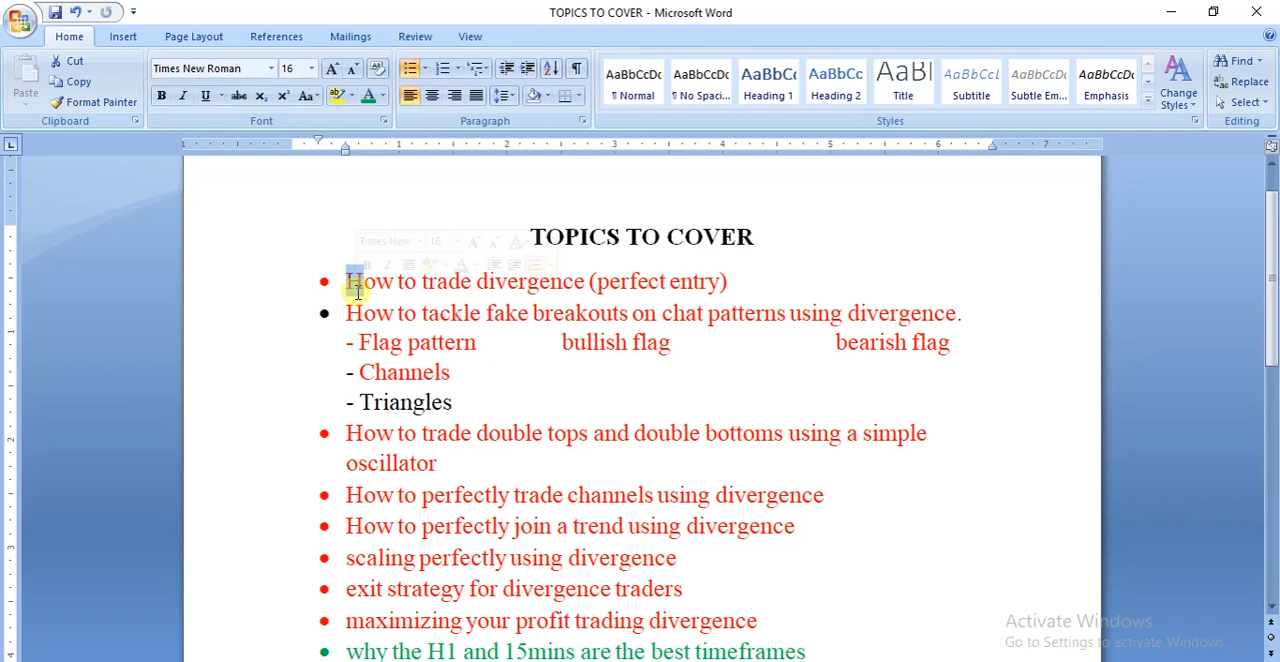 TOPICS TO COVER - Microsoft Word
Home Insert Page Layout References Mailings Review View
Paste Cut Copy Format Painter Clipboard
Times New Roman 16 Font
Paragraph
AaBbCcDc AaBbCcDc AaBbCc AaBbCc AaBl AaBbCcL AaBbCcDc AaBbCcDc
¶ Normal ¶ No Spaci... Heading 1 Heading 2 Title Subtitle Subtle Em... Emphasis
Change Styles Styles
Find Replace Select Editing
TOPICS TO COVER
Times New 16
• How to trade divergence (perfect entry)
• How to tackle fake breakouts on chat patterns using divergence.
- Flag pattern bullish flag bearish flag
- Channels
- Triangles
• How to trade double tops and double bottoms using a simple
oscillator
• How to perfectly trade channels using divergence
• How to perfectly join a trend using divergence
• scaling perfectly using divergence
• exit strategy for divergence traders
• maximizing your profit trading divergence
• why the H1 and 15mins are the best timeframes
Activate Windows
Go to Settings to activate Windows.